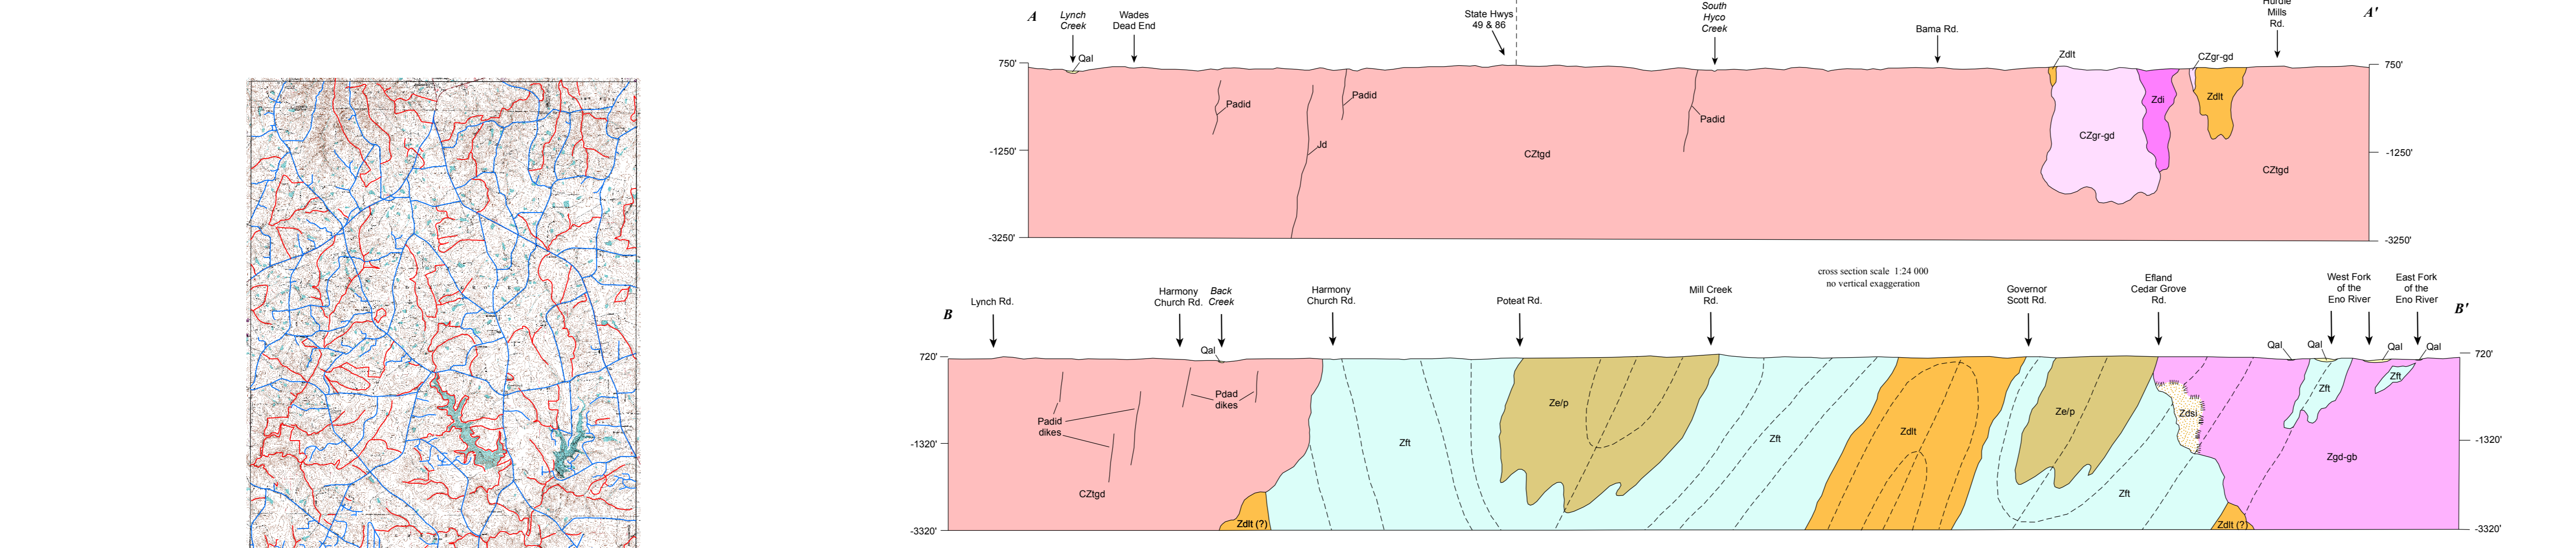 A
Lynch
Creek
Wades
Dead End
State Hwys
49 & 86
South
Hyco
Creek
Bama Rd.
Hurdle
Mills
Rd.
A'
750'
Qal
Zdlt
CZgr-gd
750'
Padid
Padid
Padid
Zdi
Zdlt
Jd
CZtgd
CZgr-gd
CZtgd
-1250'
-1250'
-3250'
-3250'
cross section scale 1:24 000
no vertical exaggeration
B
Lynch Rd.
Harmony
Church Rd.
Back
Creek
Harmony
Church Rd.
Poteat Rd.
Mill Creek
Rd.
Governor
Scott Rd.
Efland
Cedar Grove
Rd.
West Fork
of the
Eno River
East Fork
of the
Eno River
B'
720'
Qal
Qal
Qal
Qal
Qal
720'
Padid
dikes
Pdad
dikes
Ze/p
Ze/p
Zft
Zft
Zdsi
Zft
Zft
Zdlt
Zgd-gb
-1320'
-1320'
CZtgd
Zft
Zdlt (?)
Zdlt (?)
-3320'
-3320'